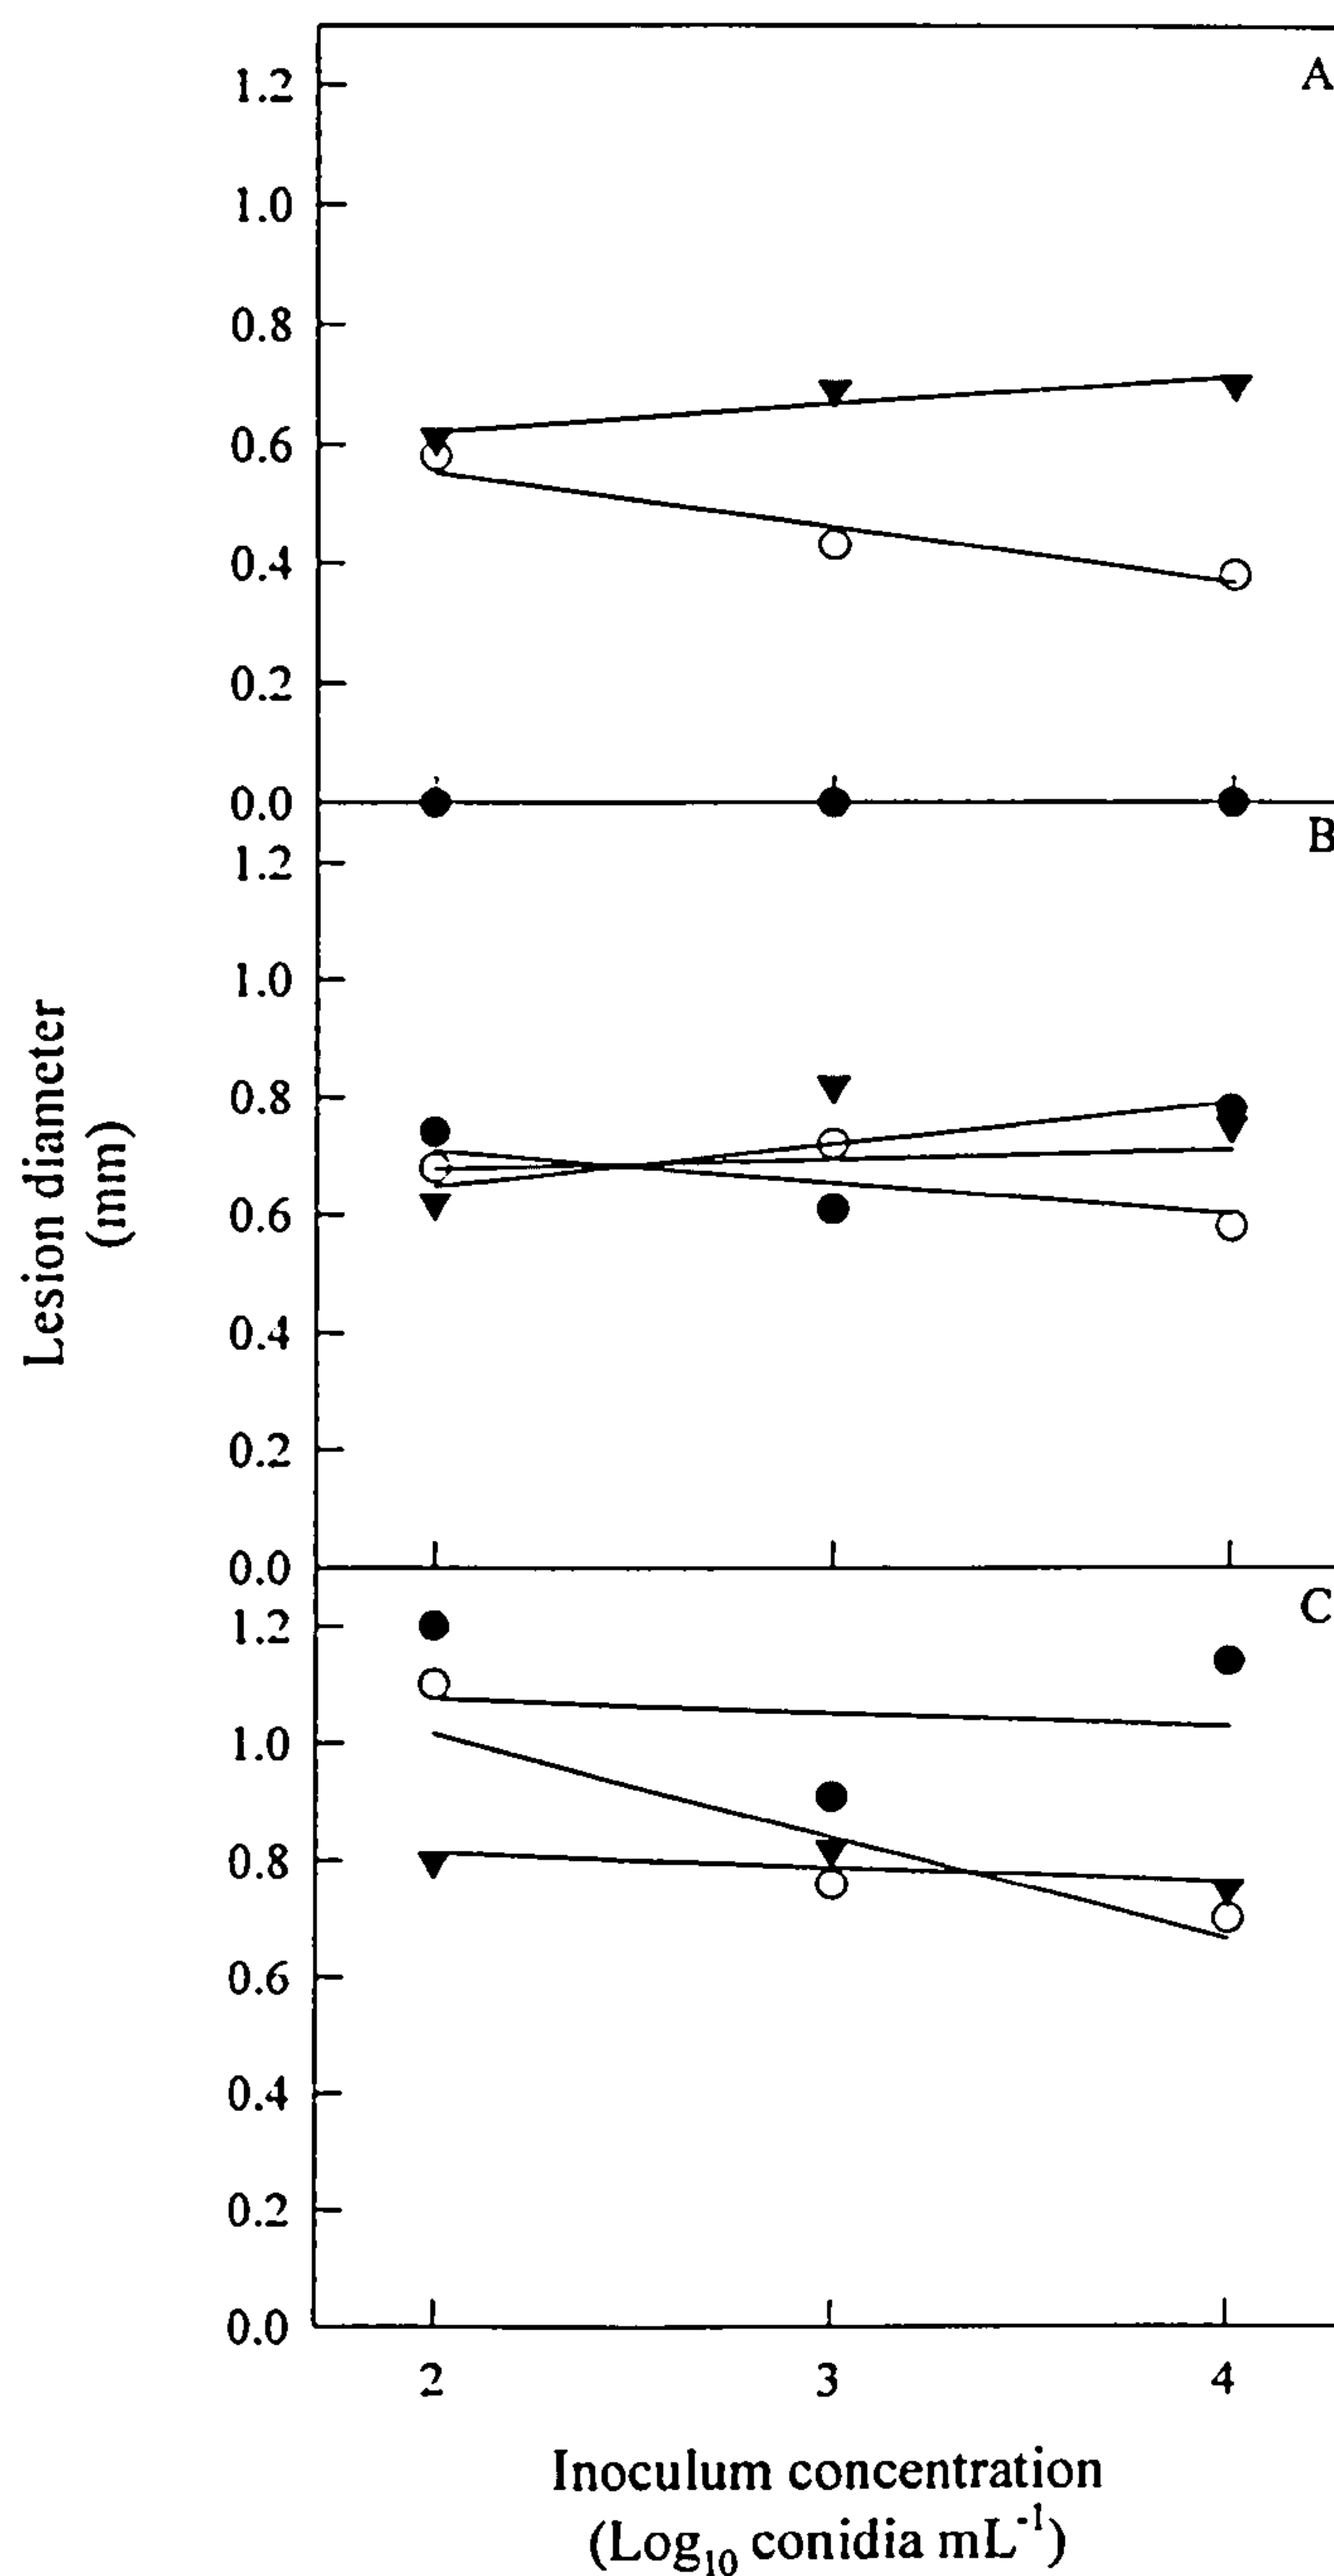 A
1.2
1.0
0.8
0.6
0.4
0.2
0.0
B
1.2
1.0
0.8
0.6
0.4
0.2
0.0
C
1.2
1.0
0.8
0.6
0.4
0.2
0.0
Lesion diameter
(mm)
2 3 4
Inoculum concentration
(Log10 conidia mL-1)